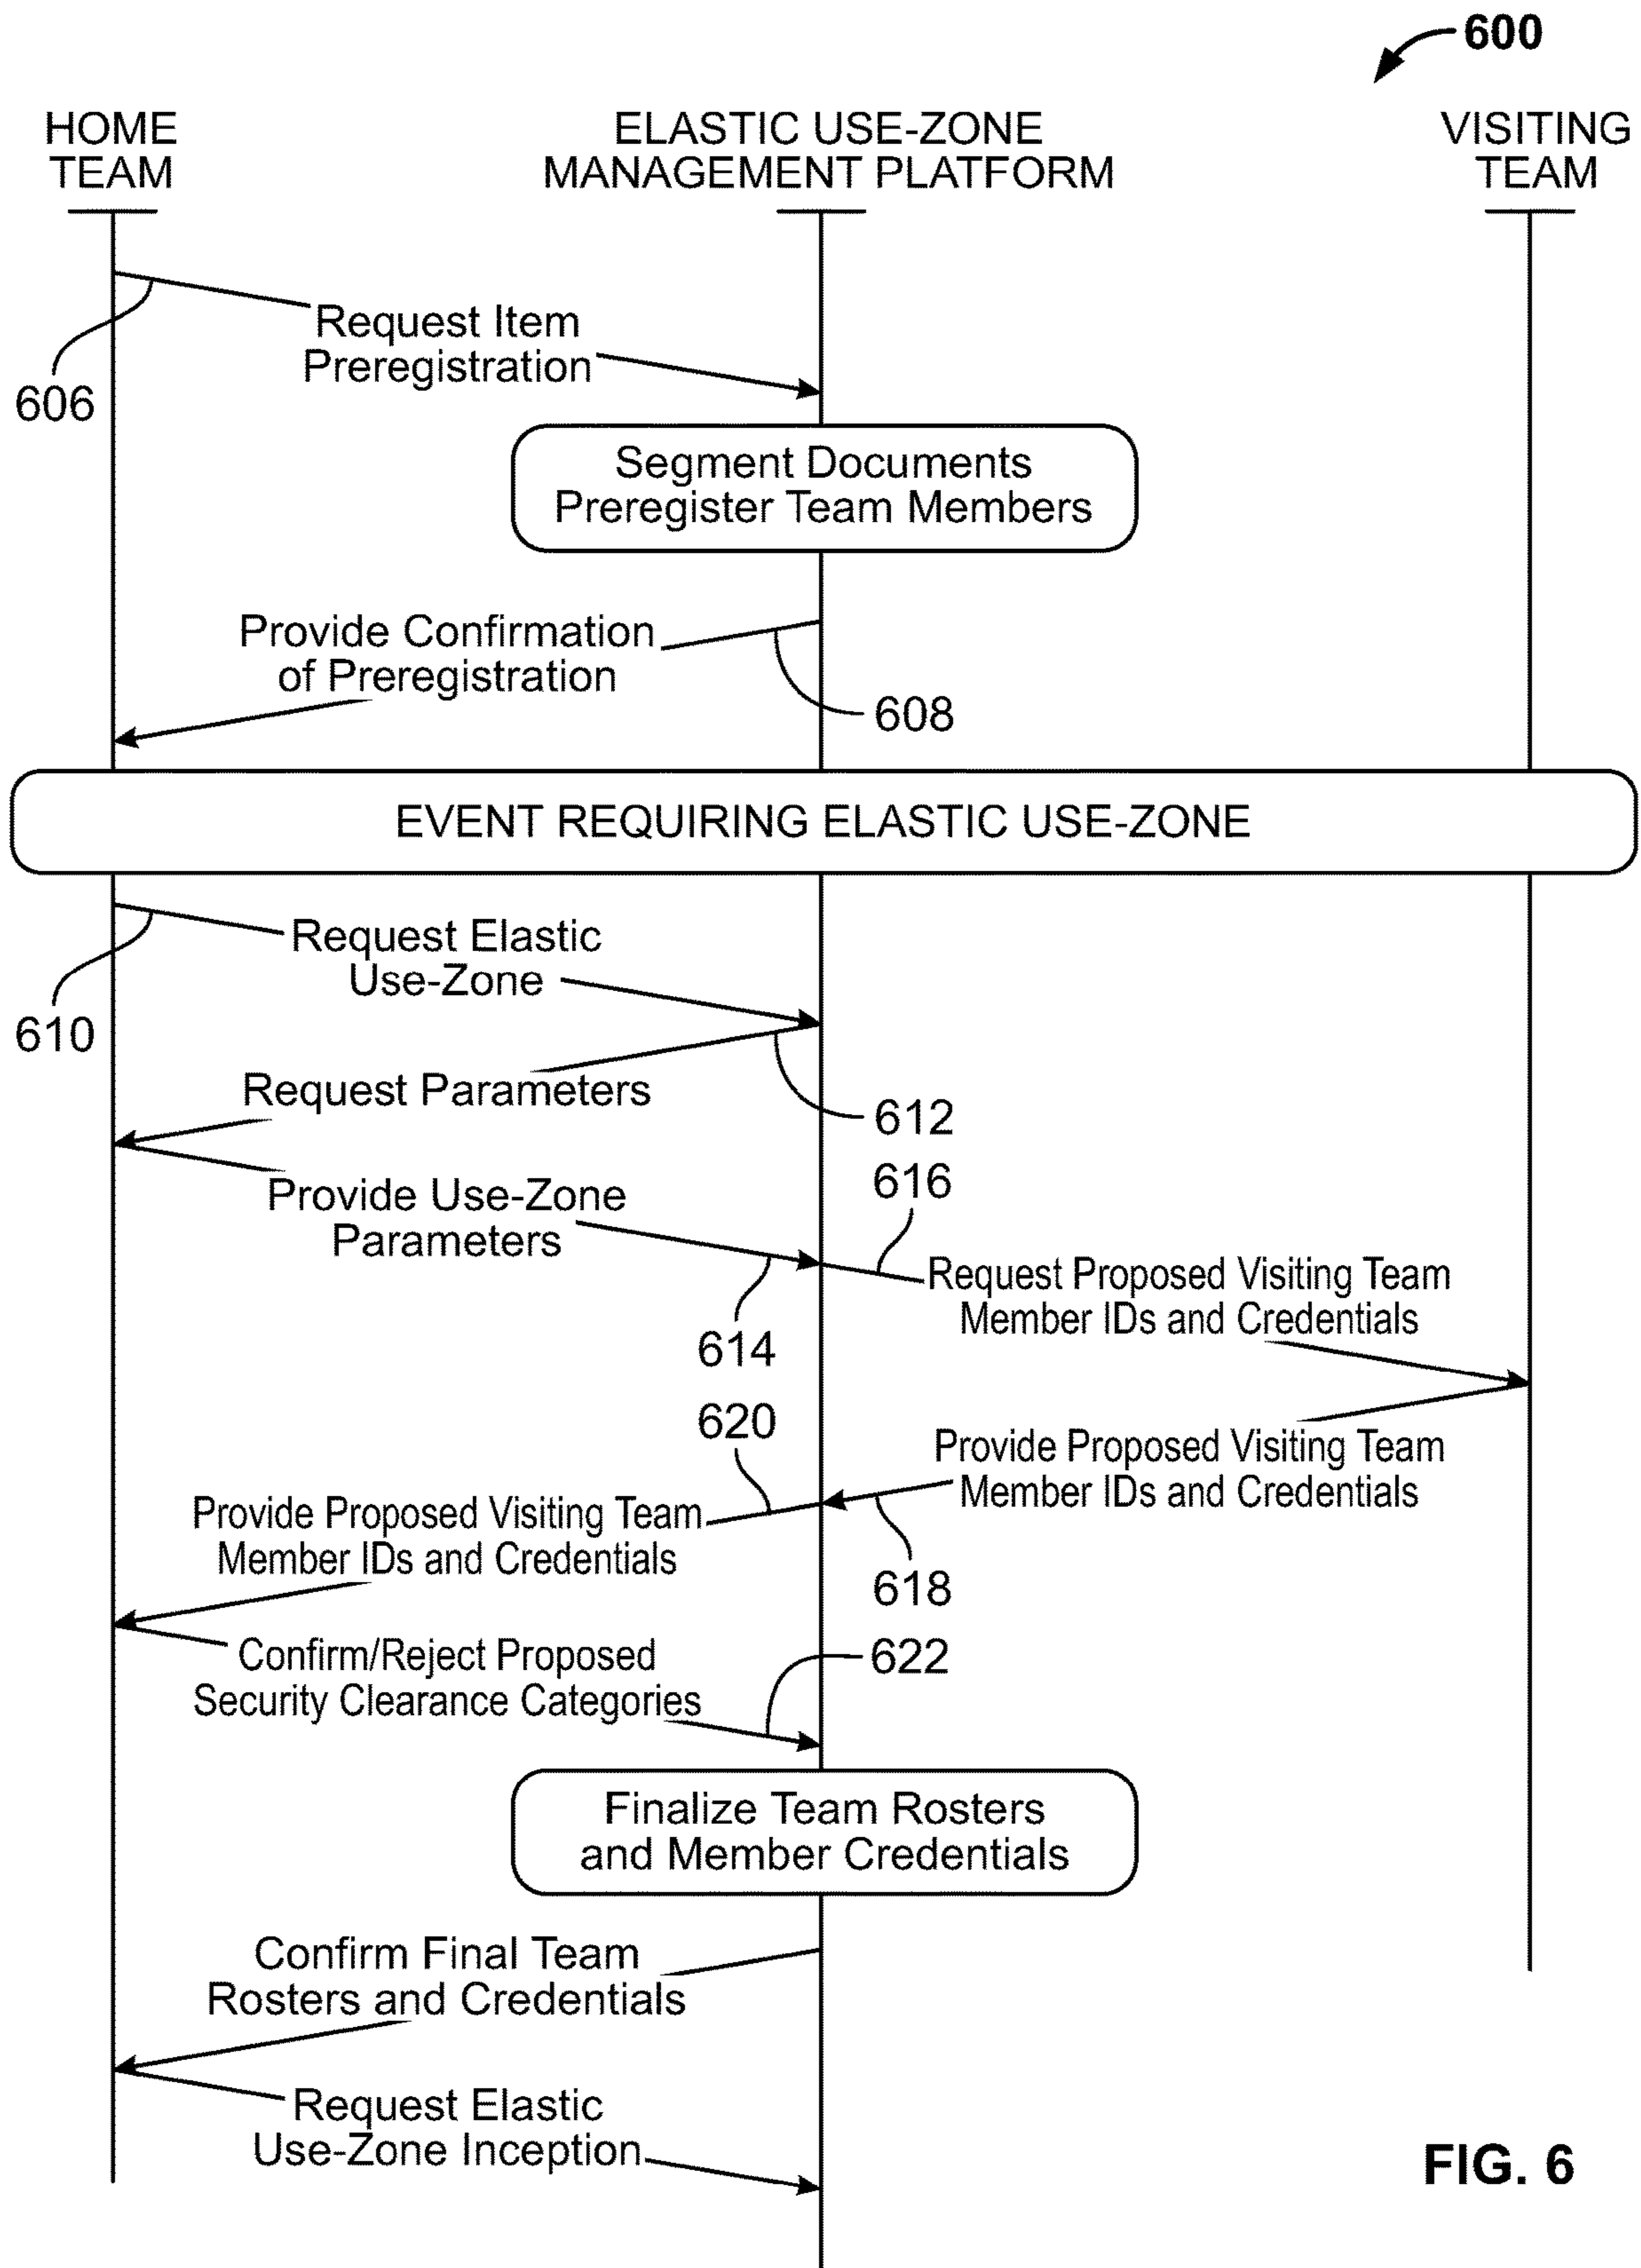 600
HOME
TEAM
ELASTIC USE-ZONE
MANAGEMENT PLATFORM
VISITING
TEAM
Request Item
Preregistration
606
Segment Documents
Preregister Team Members
Provide Confirmation
of Preregistration
608
EVENT REQUIRING ELASTIC USE-ZONE
Request Elastic
Use-Zone
610
Request Parameters
612
616
Provide Use-Zone
Parameters
Request Proposed Visiting Team
Member IDs and Credentials
614
620
Provide Proposed Visiting Team
Member IDs and Credentials
Provide Proposed Visiting Team
Member IDs and Credentials
618
Confirm/Reject Proposed
Security Clearance Categories
622
Finalize Team Rosters
and Member Credentials
Confirm Final Team
Rosters and Credentials
Request Elastic
Use-Zone Inception
FIG. 6